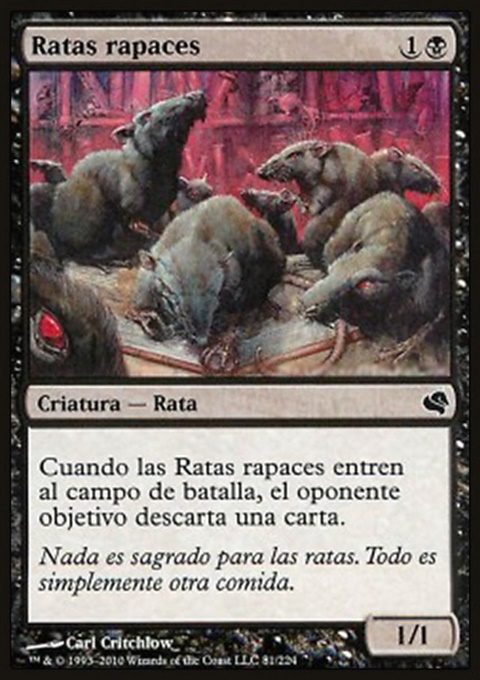 Ratas rapaces
1
Criatura — Rata
Cuando las Ratas rapaces entren
al campo de batalla, el oponente
objetivo descarta una carta.
Nada es sagrado para las ratas. Todo es
simplemente otra comida.
1/1
Carl Critchlow
™ & © 1993–2010 Wizards of the Coast LLC 81/224